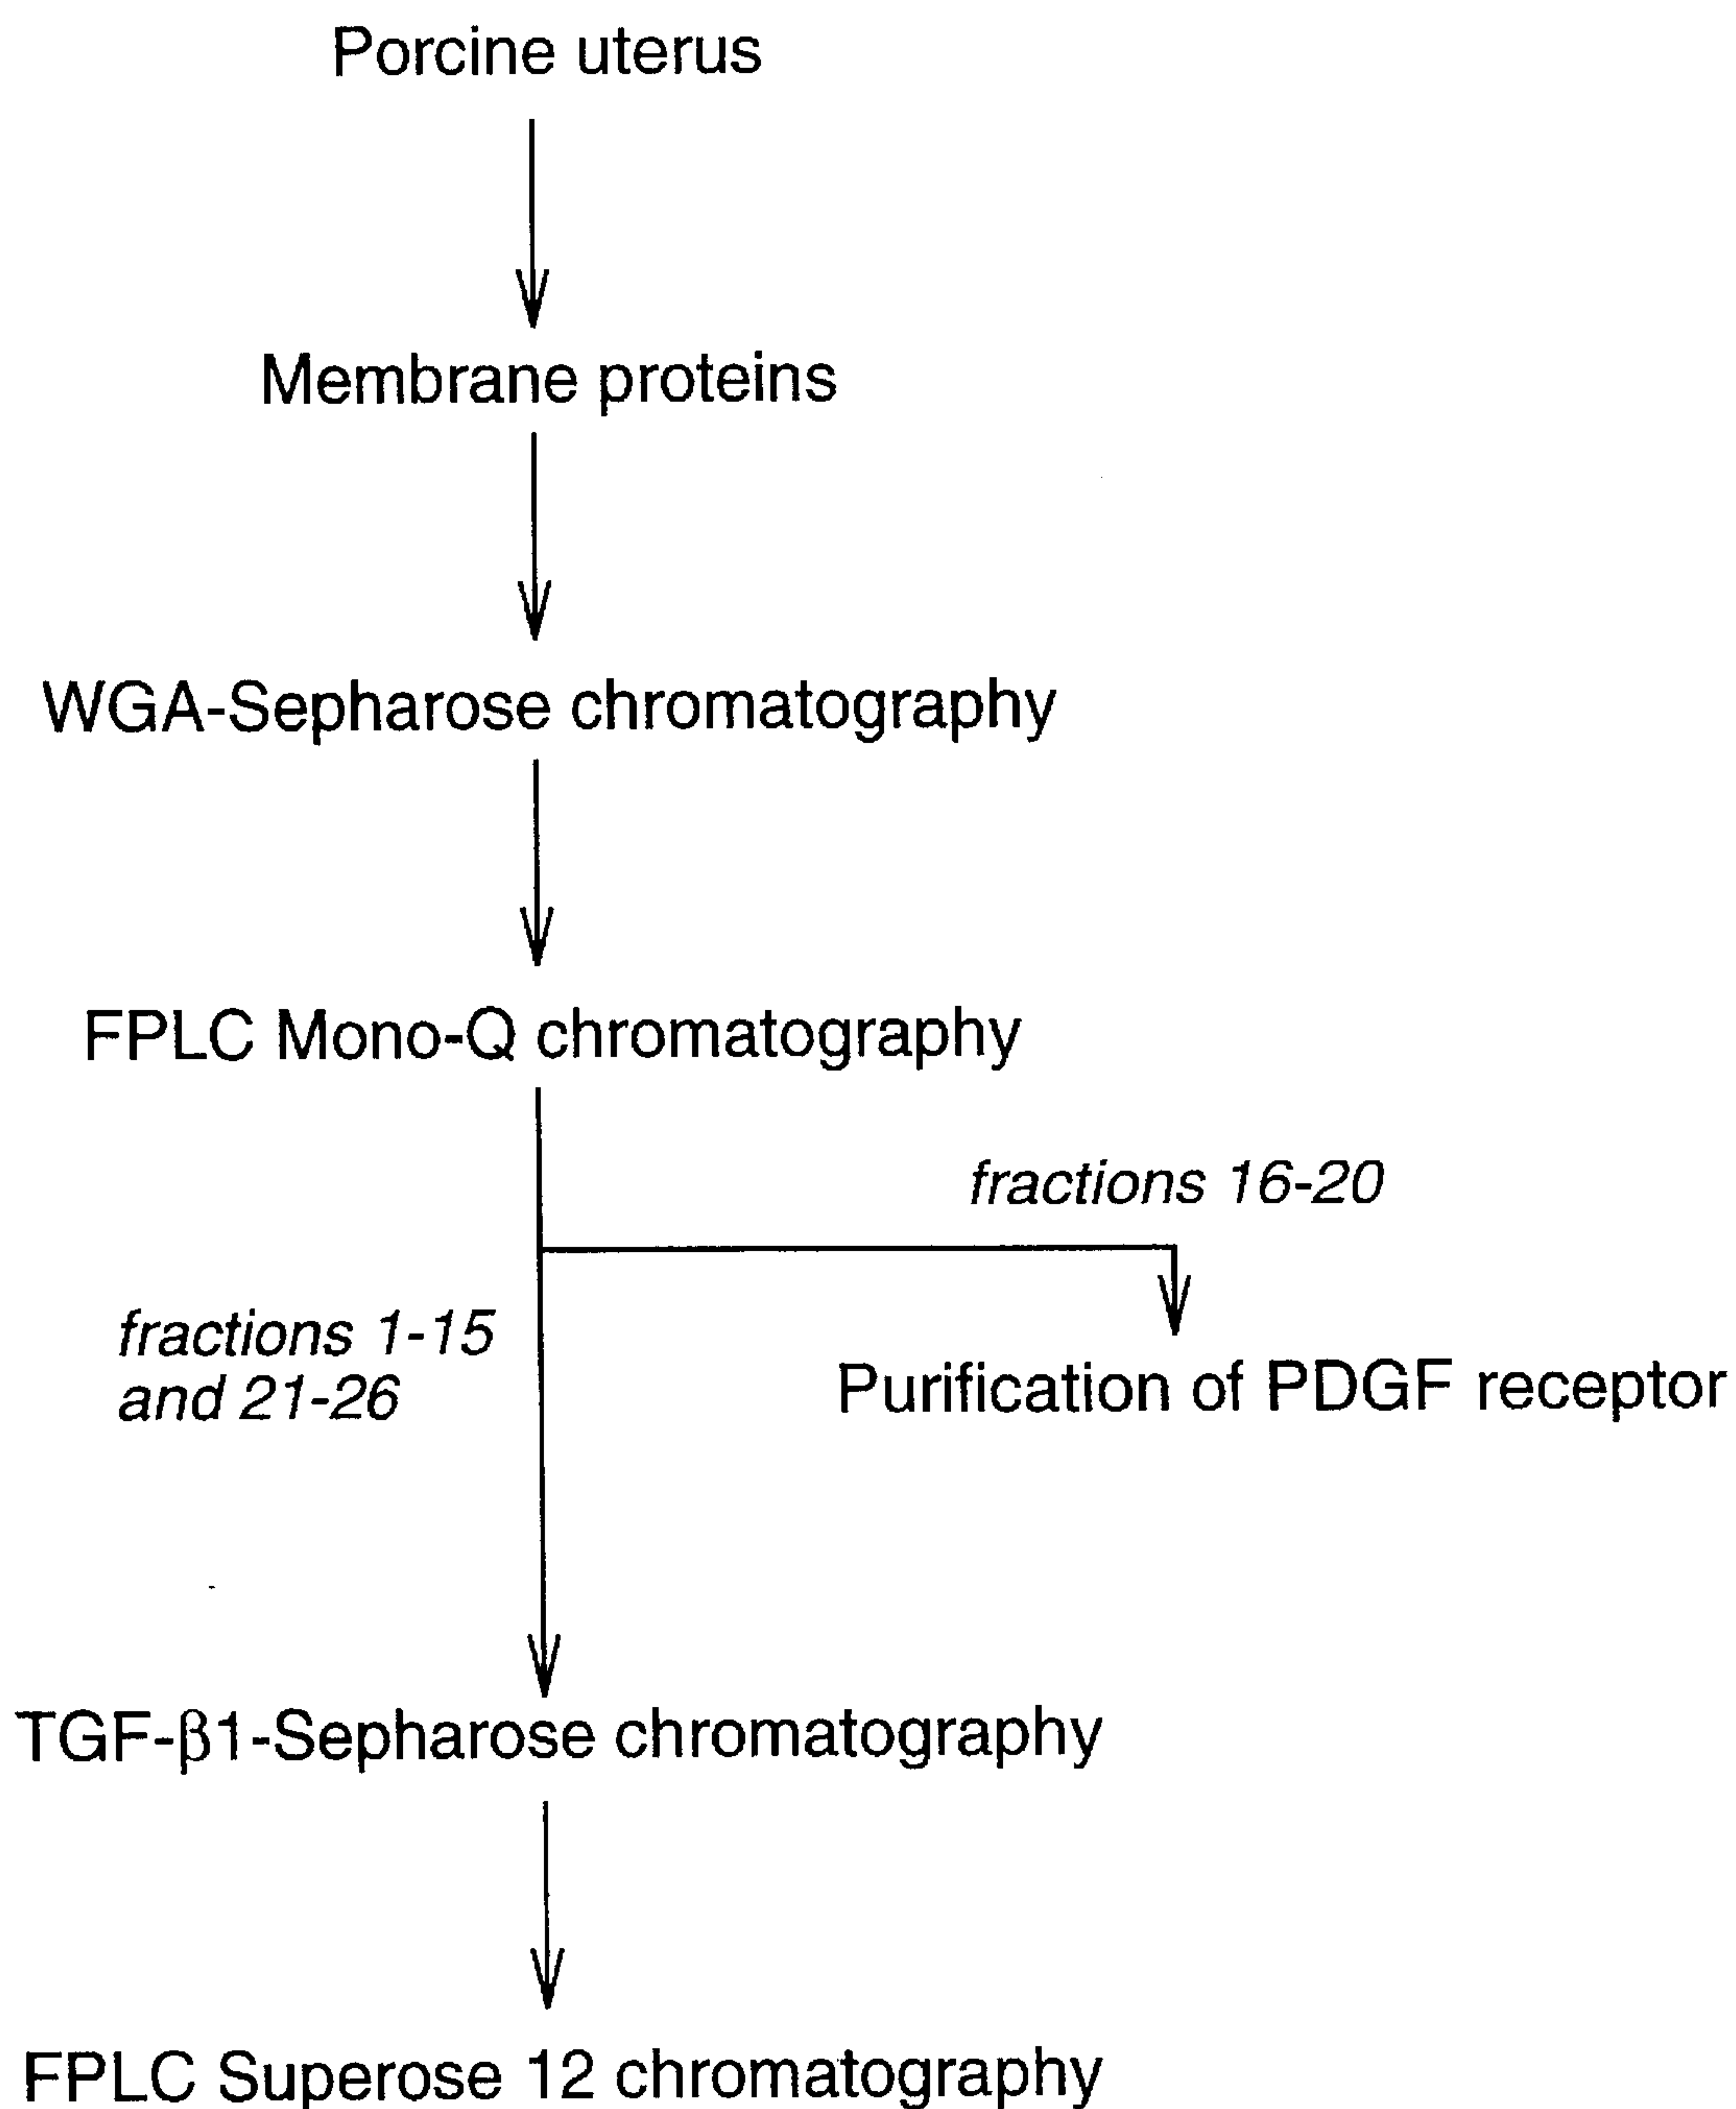 Porcine uterus
Membrane proteins
WGA-Sepharose chromatography
FPLC Mono-Q chromatography
fractions 16-20
fractions 1-15
and 21-26
Purification of PDGF receptor
TGF-β1-Sepharose chromatography
FPLC Superose 12 chromatography